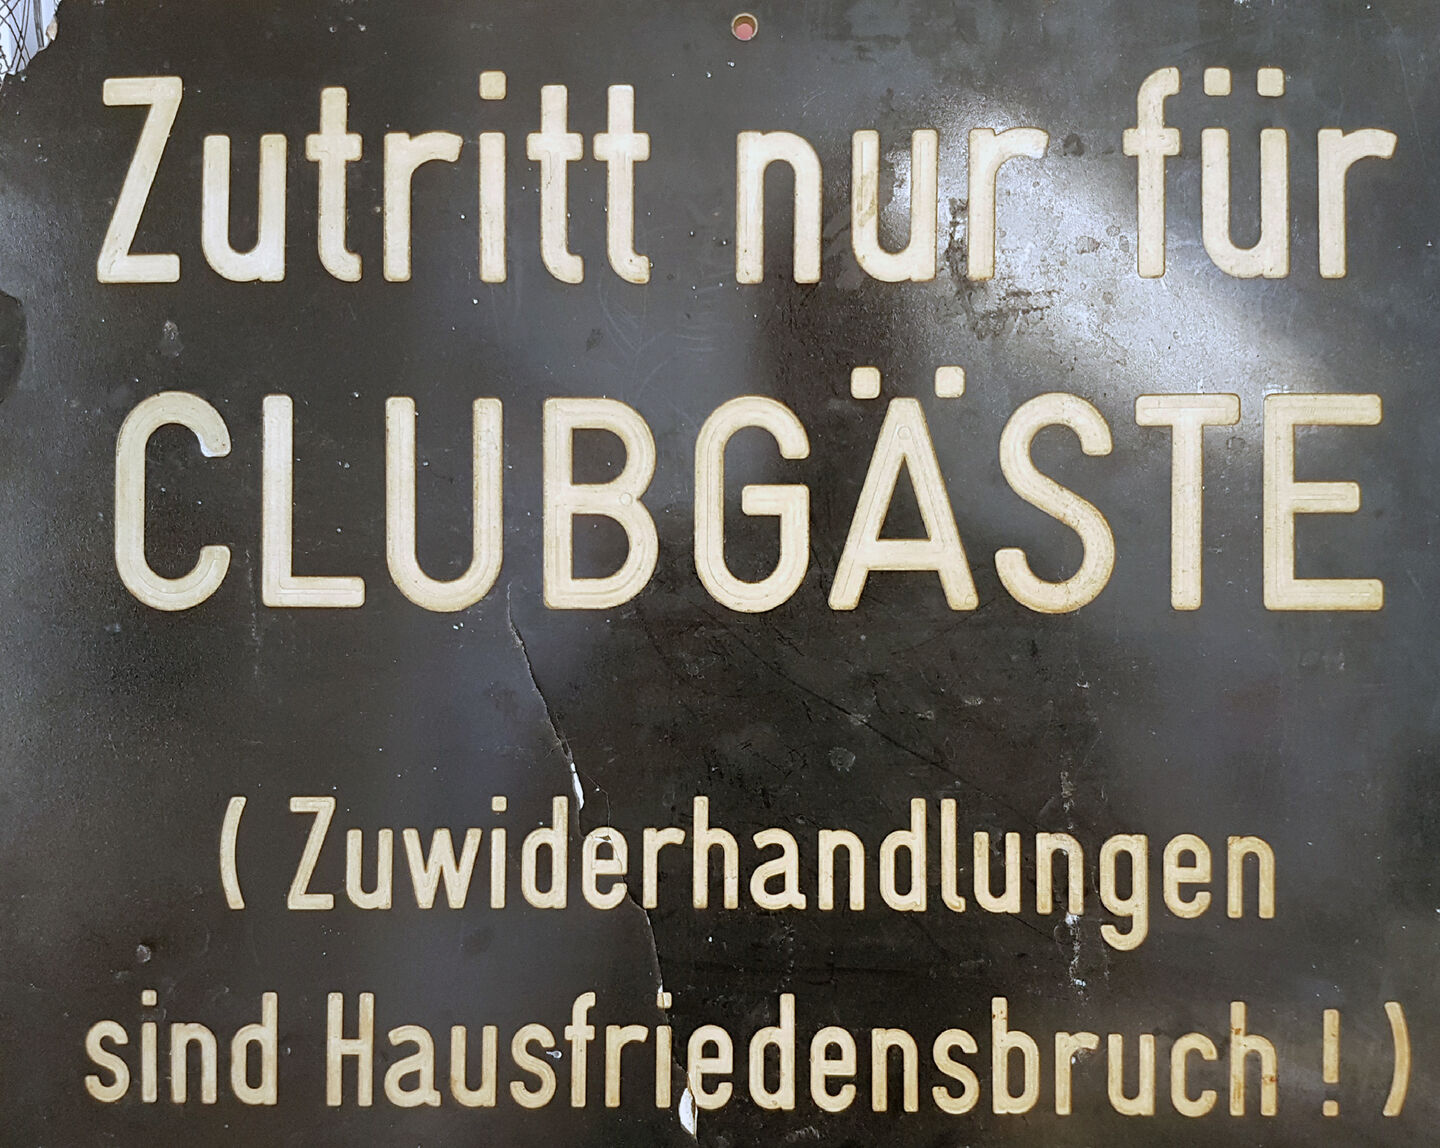 Zutritt nur für
CLUBGÄSTE
( Zuwiderhandlungen
sind Hausfriedensbruch ! )